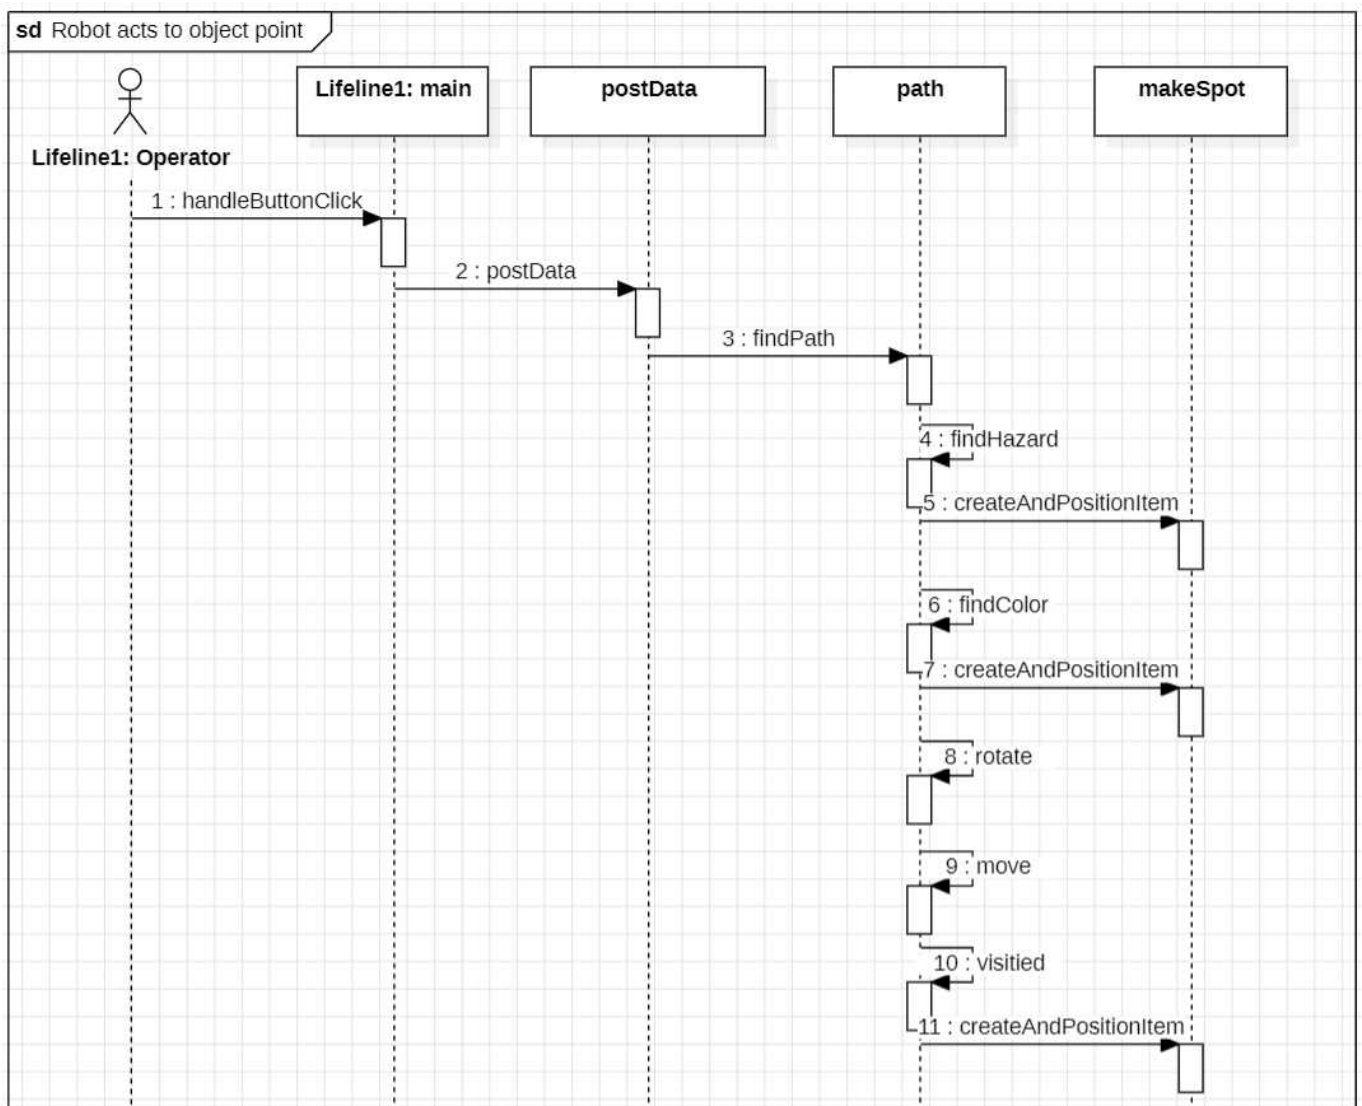 sd Robot acts to object point
Lifeline1: main
postData
path
makeSpot
Lifeline1: Operator
1 : handleButtonClick
2 : postData
3 : findPath
4 : findHazard
5 : createAndPositionItem
6 : findColor
7 : createAndPositionItem
8 : rotate
9 : move
10 : visitied
11 : createAndPositionItem